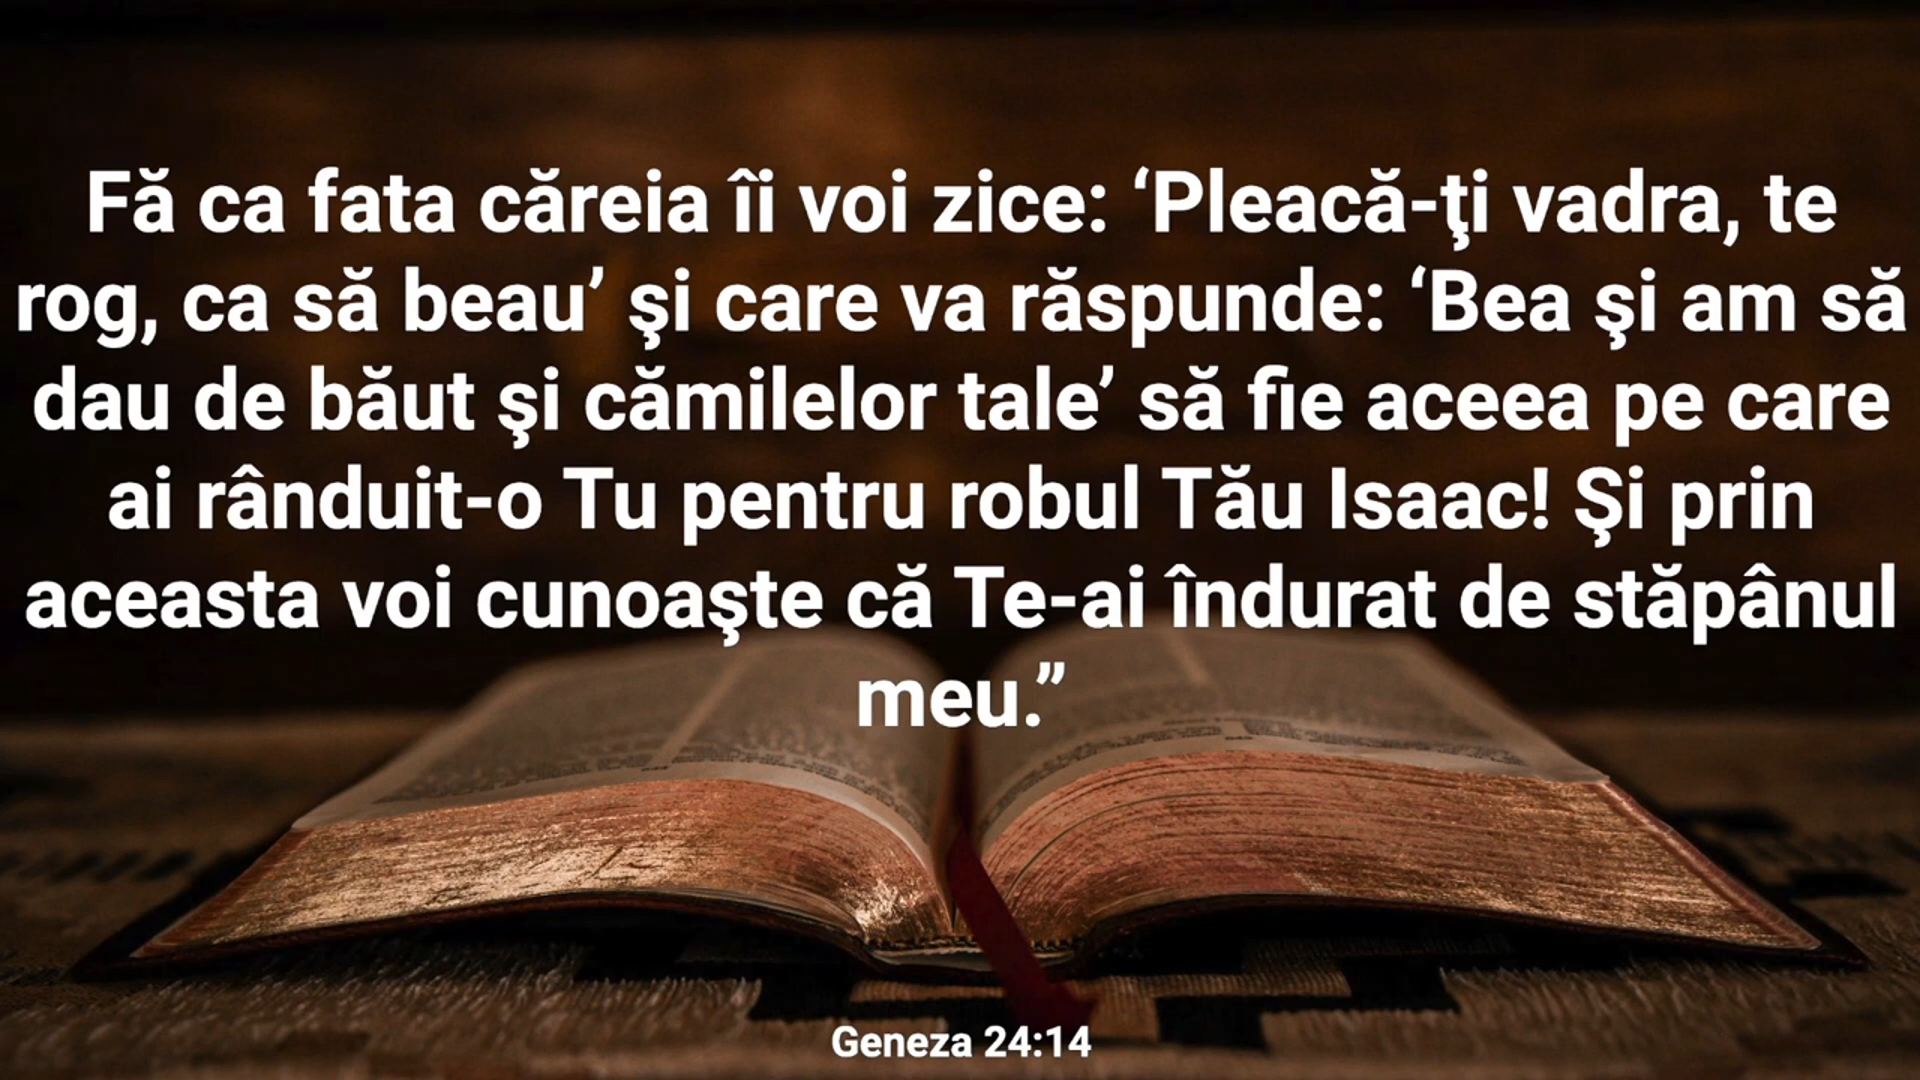 Fă ca fata căreia îi voi zice: ‘Pleacă-ţi vadra, te
rog, ca să beau’ şi care va răspunde: ‘Bea şi am să
dau de băut şi cămilelor tale’ să fie aceea pe care
ai rânduit-o Tu pentru robul Tău Isaac! Şi prin
aceasta voi cunoaşte că Te-ai îndurat de stăpânul
meu.”
Geneza 24:14